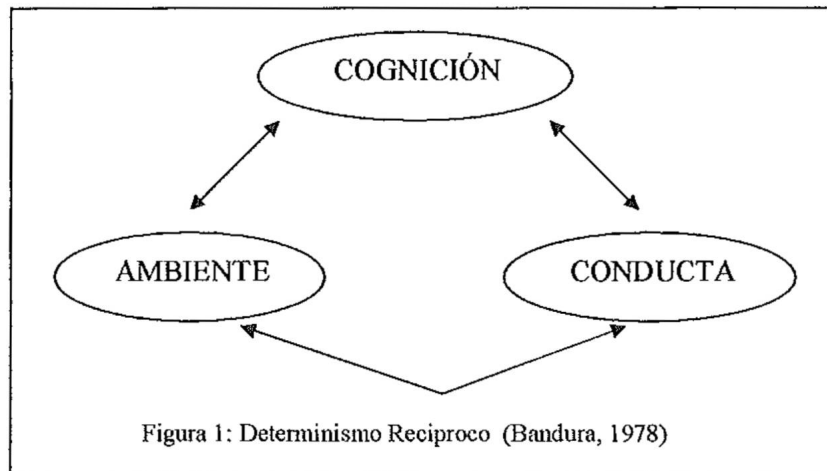 COGNICIÓN
AMBIENTE CONDUCTA
Figura 1: Determinismo Reciproco (Bandura, 1978)